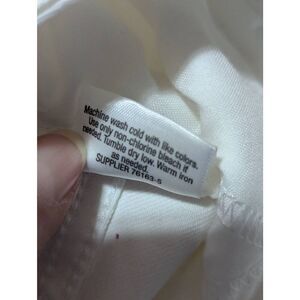 Machine wash cold with like colors.
Use only non-chlorine bleach if
needed. Tumble dry low. Warm iron
as needed.
SUPPLIER 76163-5